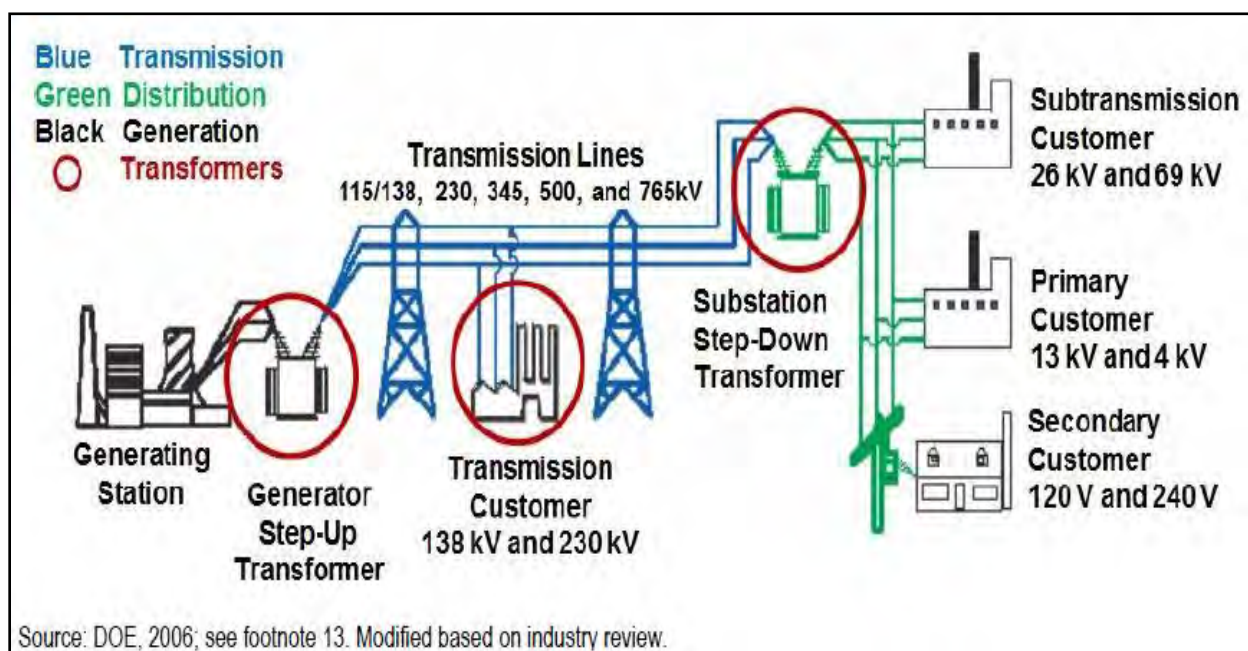 Blue Transmission
Green Distribution
Black Generation
Transformers
Transmission Lines
115/138, 230, 345, 500, and 765kV
Generating
Station
Generator
Step-Up
Transformer
Transmission
Customer
138 kV and 230 kV
Substation
Step-Down
Transformer
Subtransmission
Customer
26 kV and 69 kV
Primary
Customer
13 kV and 4 kV
Secondary
Customer
120 V and 240 V
Source: DOE, 2006; see footnote 13. Modified based on industry review.